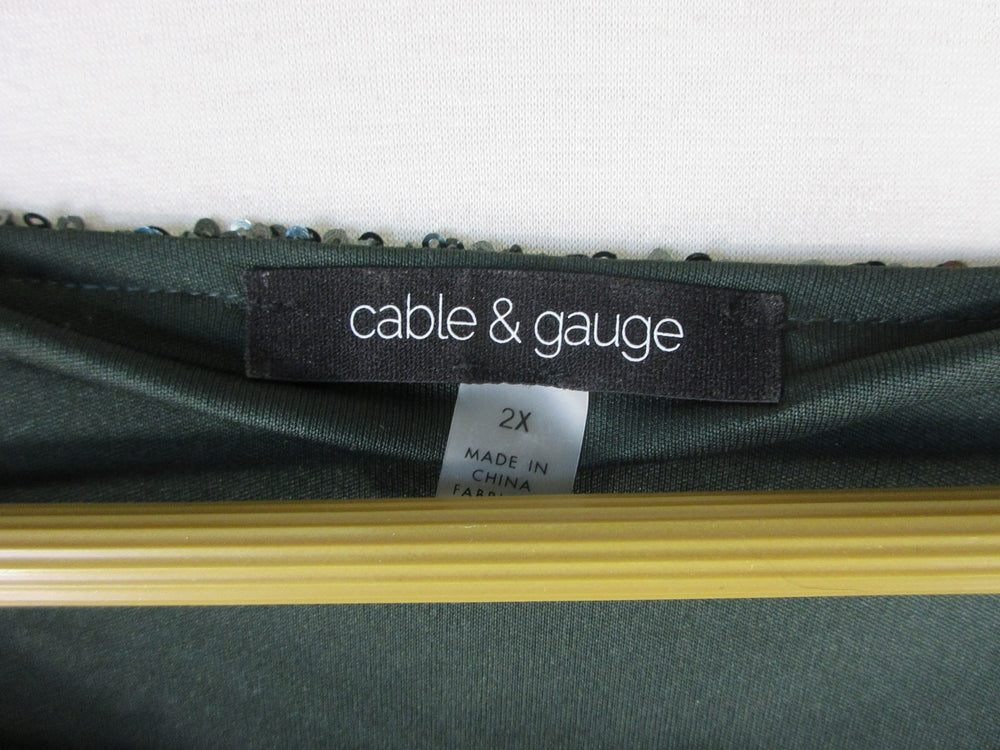 cable & gauge
2X
MADE IN
CHINA